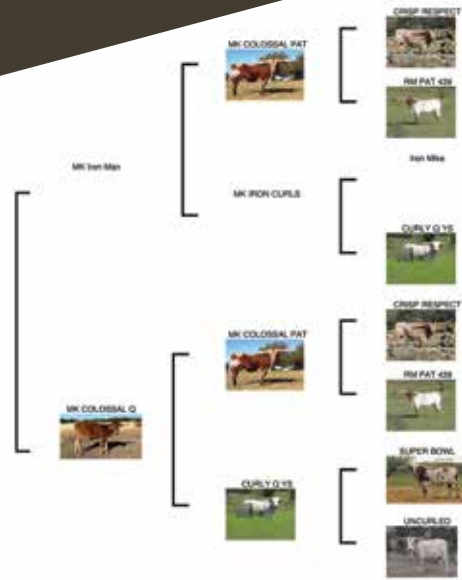 CRISP RESPECT
MK COLOSSAL PAT
RM PAT 439
MK Iron Man
Iron Mike
MK IRON CURLS
CURLY Q YS
CRISP RESPECT
MK COLOSSAL PAT
RM PAT 439
MK COLOSSAL Q
SUPER BOWL
CURLY Q YS
UNCURLED